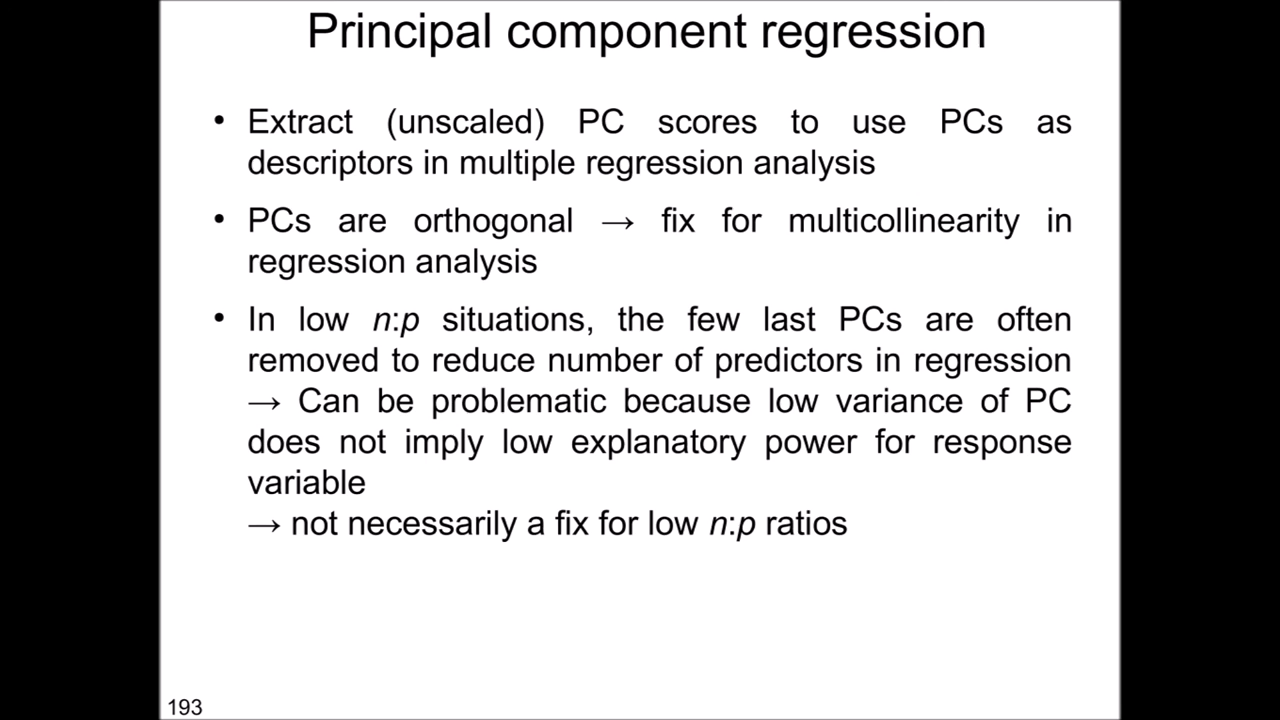 Principal component regression
• Extract (unscaled) PC scores to use PCs as
descriptors in multiple regression analysis
• PCs are orthogonal → fix for multicollinearity in
regression analysis
• In low n:p situations, the few last PCs are often
removed to reduce number of predictors in regression
→ Can be problematic because low variance of PC
does not imply low explanatory power for response
variable
→ not necessarily a fix for low n:p ratios
193